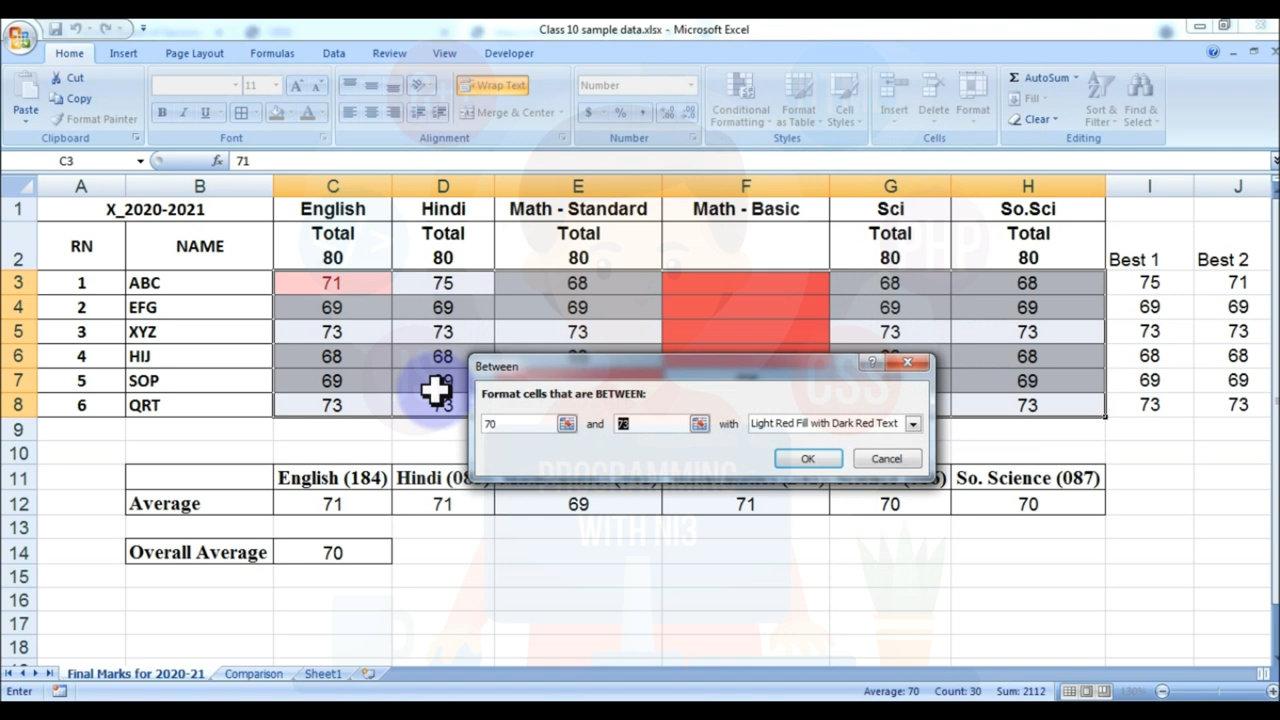 Class 10 sample data.xlsx - Microsoft Excel
Home Insert Page Layout Formulas Data Review View Developer
Paste Cut Copy Format Painter Clipboard
11 Font
Wrap Text Merge & Center Alignment
Number $ % , Number
Conditional Formatting Format as Table Cell Styles Styles
Insert Delete Format Cells
Σ AutoSum Fill Clear Sort & Filter Find & Select Editing
C3 fx 71
A B C D E F G H I J
1 X_2020-2021 English Hindi Math - Standard Math - Basic Sci So.Sci
2 RN NAME Total 80 Total 80 Total 80 Total 80 Total 80 Best 1 Best 2
3 1 ABC 71 75 68 68 68 75 71
4 2 EFG 69 69 69 69 69 69 69
5 3 XYZ 73 73 73 73 73 73 73
6 4 HIJ 68 68 68 68 68
7 5 SOP 69 69 69 69
8 6 QRT 73 73 73 73
Between
Format cells that are BETWEEN:
70 and 73 with Light Red Fill with Dark Red Text
OK Cancel
9
10
11 English (184) So. Science (087)
12 Average 71 71 69 71 70 70
13
14 Overall Average 70
15
16
17
18
PROGRAMMING
WITH NI3
PHP
CSS
Final Marks for 2020-21 Comparison Sheet1
Enter Average: 70 Count: 30 Sum: 2112 130%